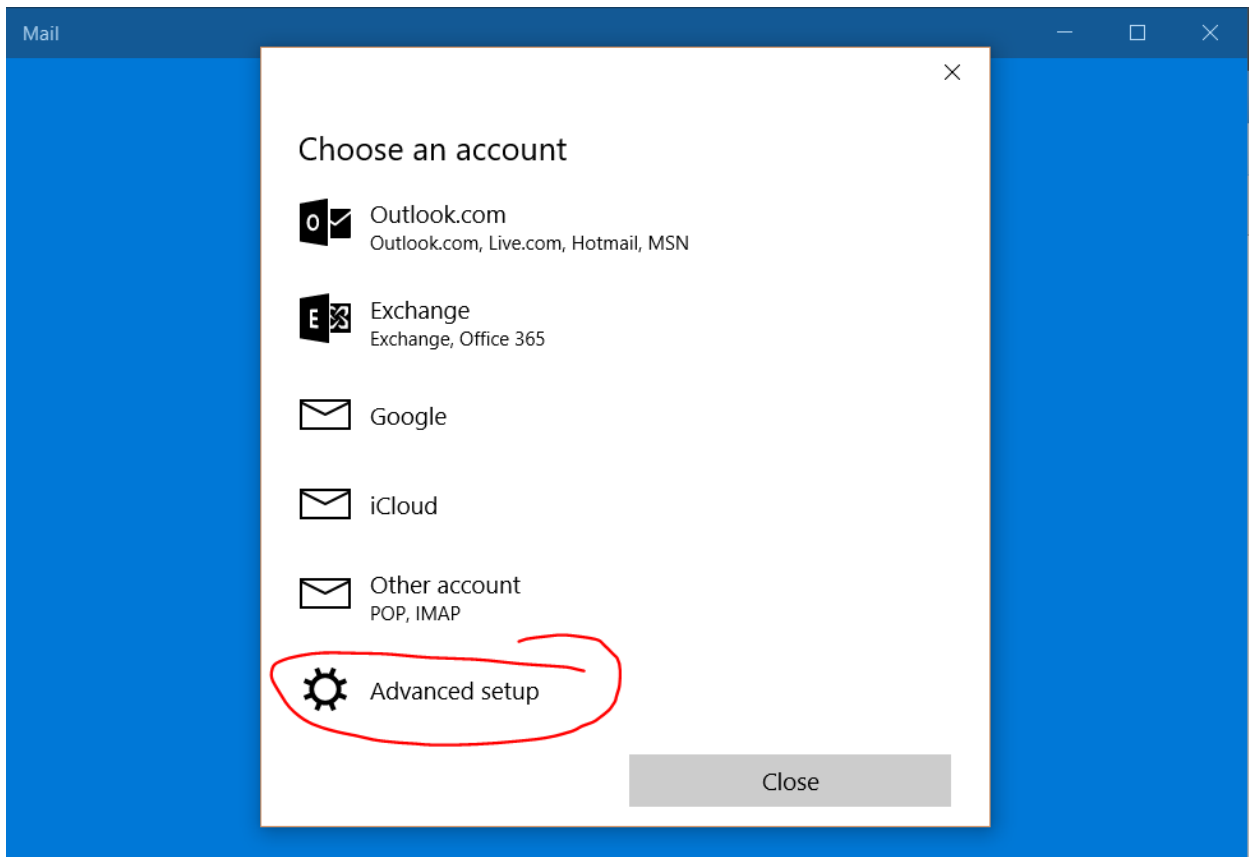 Mail
Choose an account
Outlook.com
Outlook.com, Live.com, Hotmail, MSN
Exchange
Exchange, Office 365
Google
iCloud
Other account
POP, IMAP
Advanced setup
Close